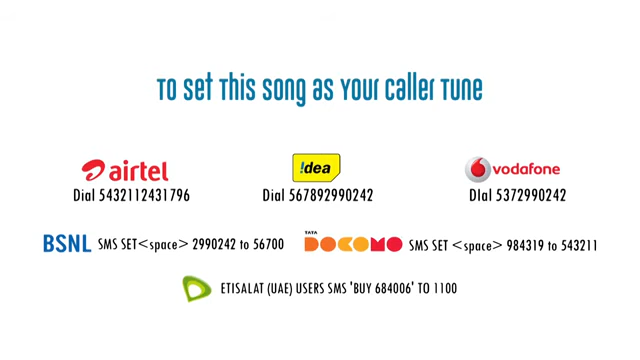 To set this song as your caller tune
airtel
Dial 5432112431796
!dea
Dial 567892990242
vodafone
DIal 5372990242
BSNL SMS SET<space> 2990242 to 56700
TATA
DOCOMO SMS SET <space> 984319 to 543211
ETISALAT (UAE) USERS SMS 'BUY 684006' TO 1100